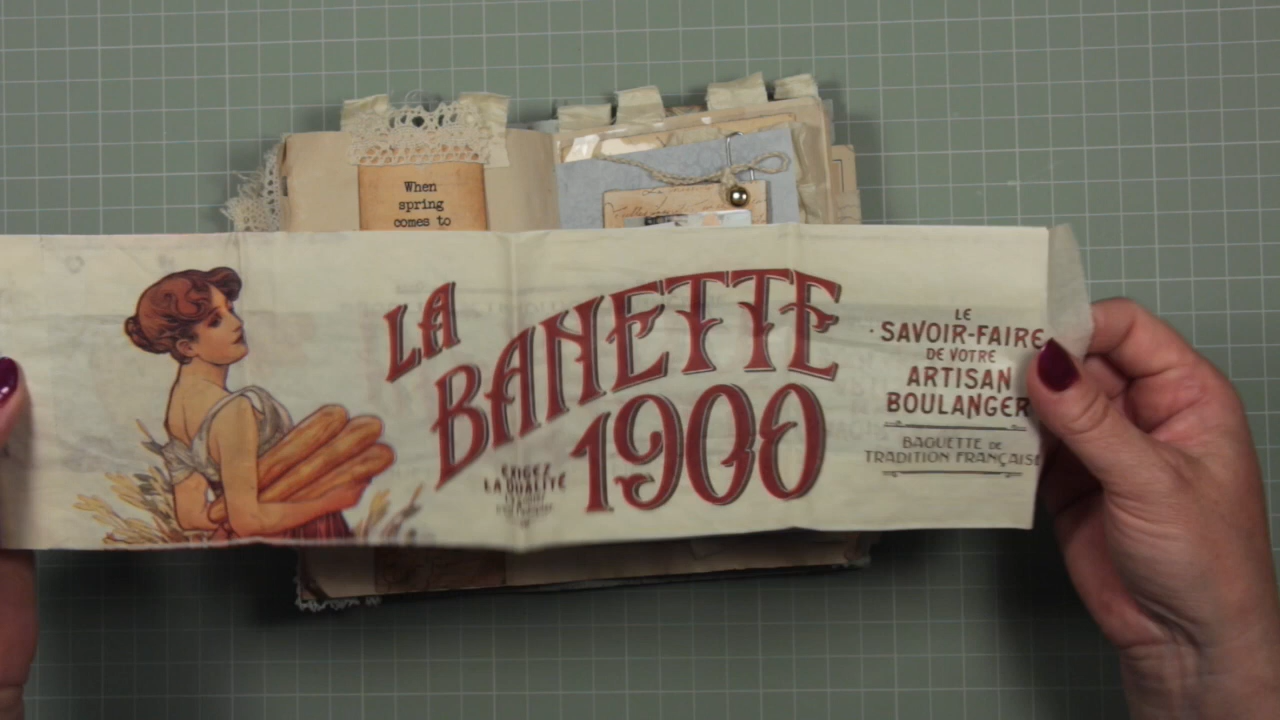 When
spring
comes to
LA
BANETTE
1900
EXIGEZ
LA QUALITÉ
LE
SAVOIR-FAIRE
DE VOTRE
ARTISAN
BOULANGER
BAGUETTE DE
TRADITION FRANÇAISE